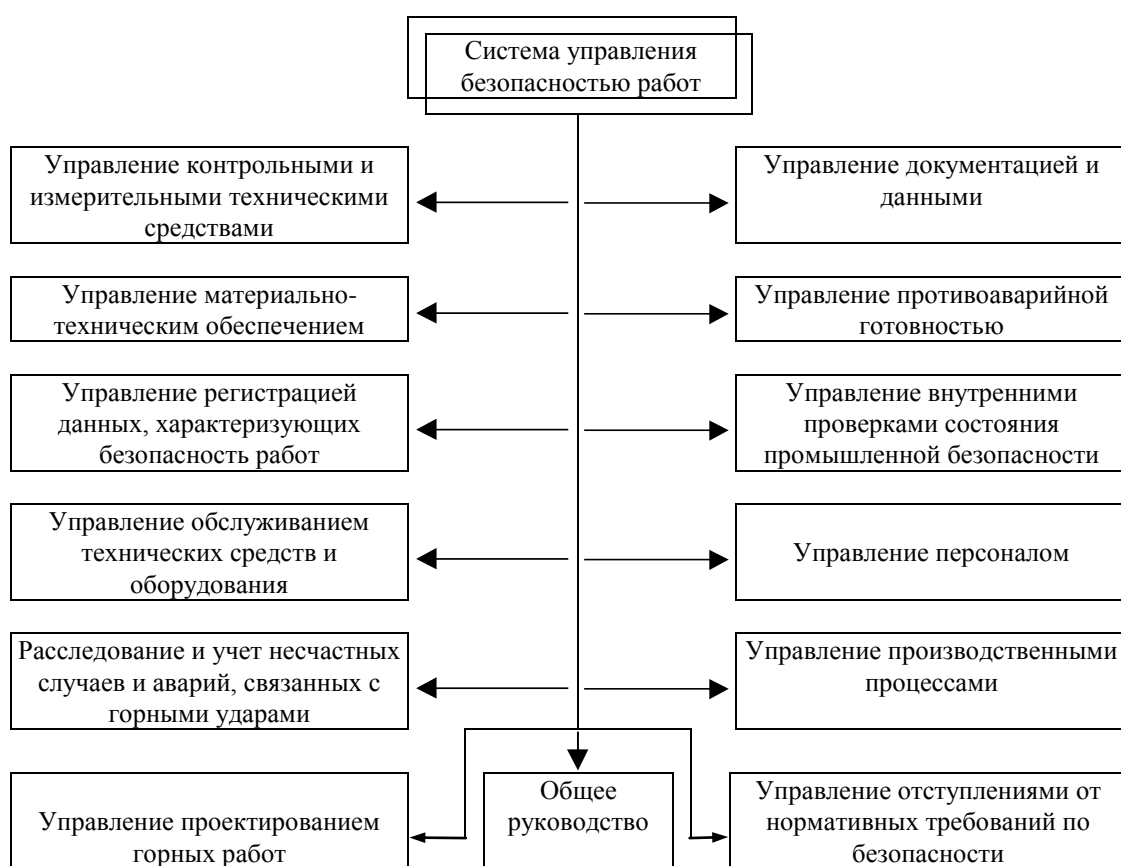 Система управления
безопасностью работ
Управление контрольными и
измерительными техническими
средствами
Управление документацией и
данными
Управление материально-
техническим обеспечением
Управление противоаварийной
готовностью
Управление регистрацией
данных, характеризующих
безопасность работ
Управление внутренними
проверками состояния
промышленной безопасности
Управление обслуживанием
технических средств и
оборудования
Управление персоналом
Расследование и учет несчастных
случаев и аварий, связанных с
горными ударами
Управление производственными
процессами
Управление проектированием
горных работ
Общее
руководство
Управление отступлениями от
нормативных требований по
безопасности